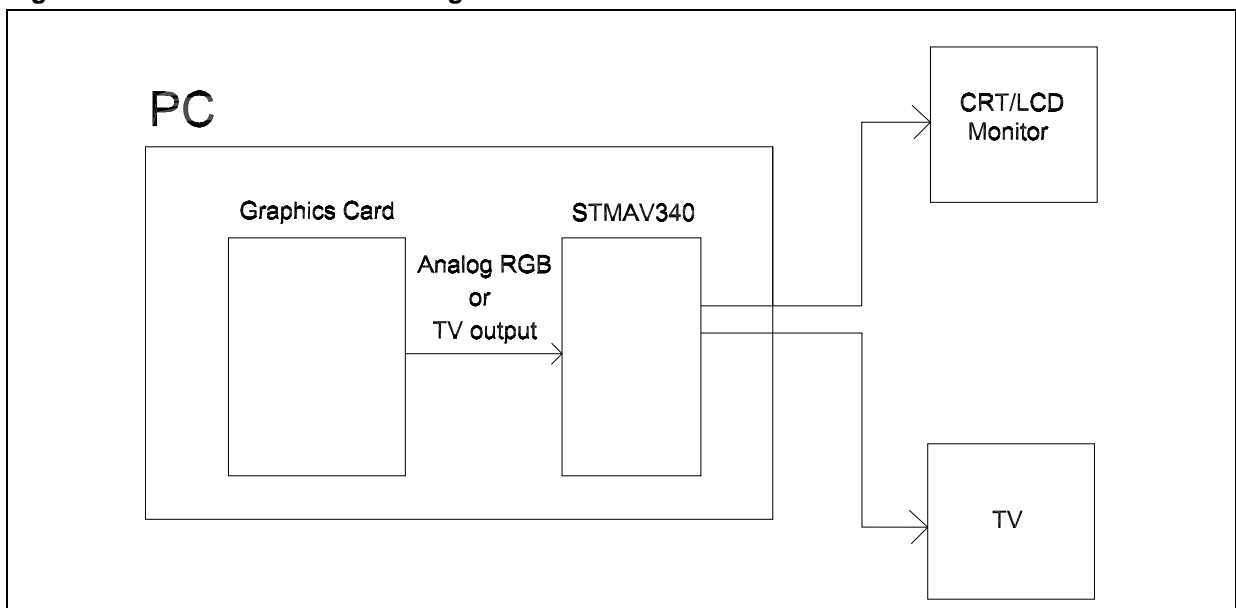 PC
Graphics Card
STMAV340
Analog RGB
or
TV output
CRT/LCD
Monitor
TV